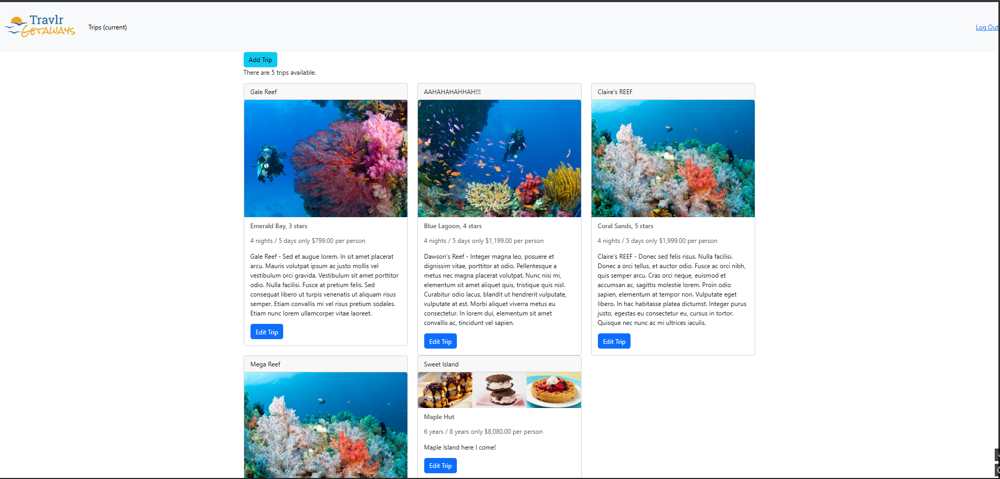 Travlr
GETAWAYS
Trips (current)
Log Out
Add Trip
There are 5 trips available.
Gale Reef
Emerald Bay, 3 stars
4 nights / 5 days only $799.00 per person
Gale Reef - Sed et augue lorem. In sit amet placerat
arcu. Mauris volutpat ipsum ac justo mollis vel
vestibulum orci gravida. Vestibulum sit amet porttitor
odio. Nulla facilisi. Fusce at pretium felis. Sed
consequat libero ut turpis venenatis ut aliquam risus
semper. Etiam convallis mi vel risus pretium sodales.
Etiam nunc lorem ullamcorper vitae laoreet.
Edit Trip
AAHAHAHAHHAH!!!
Blue Lagoon, 4 stars
4 nights / 5 days only $1,199.00 per person
Dawson's Reef - Integer magna leo, posuere et
dignissim vitae, porttitor at odio. Pellentesque a
metus nec magna placerat volutpat. Nunc nisi mi,
elementum sit amet aliquet quis, tristique quis nisl.
Curabitur odio lacus, blandit ut hendrerit vulputate,
vulputate at est. Morbi aliquet viverra metus eu
consectetur. In lorem dui, elementum sit amet
convallis ac, tincidunt vel sapien.
Edit Trip
Claire's REEF
Coral Sands, 5 stars
4 nights / 5 days only $1,999.00 per person
Claire's REEF - Donec sed felis risus. Nulla facilisi.
Donec a orci tellus, et auctor odio. Fusce ac orci nibh,
quis semper arcu. Cras orci neque, euismod et
accumsan ac, sagittis molestie lorem. Proin odio
sapien, elementum at tempor non. Vulputate eget
libero. In hac habitasse platea dictumst. Integer purus
justo, egestas eu consectetur eu, cursus in tortor.
Quisque nec nunc ac mi ultrices iaculis.
Edit Trip
Mega Reef
Sweet Island
Maple Hut
6 years / 8 years only $8,080.00 per person
Maple Island here I come!
Edit Trip